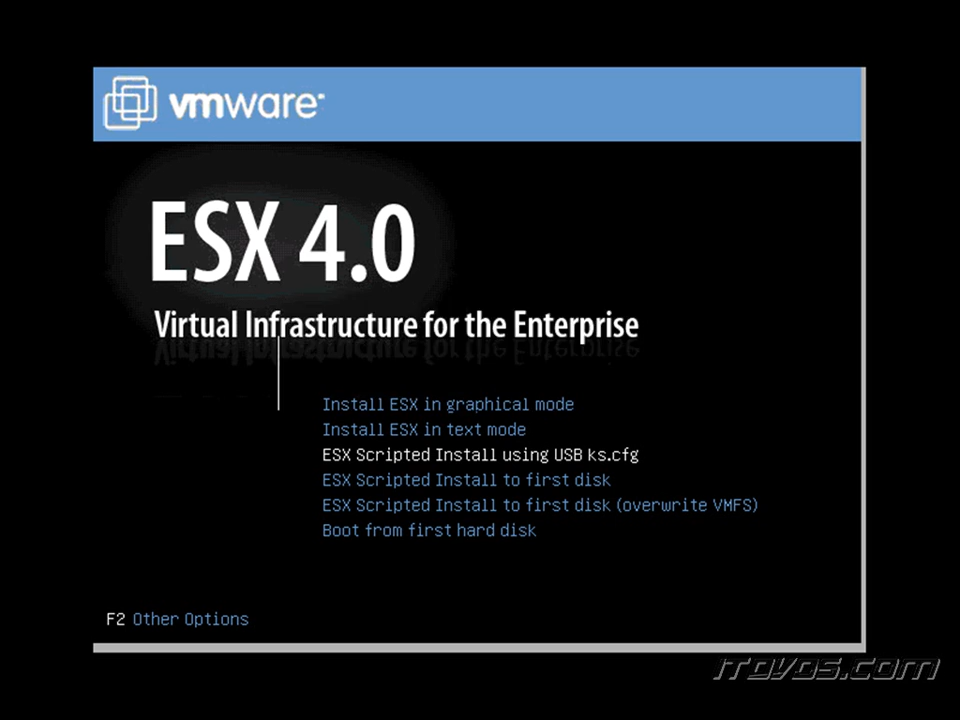 vmware
ESX 4.0
Virtual Infrastructure for the Enterprise
Install ESX in graphical mode
Install ESX in text mode
ESX Scripted Install using USB ks.cfg
ESX Scripted Install to first disk
ESX Scripted Install to first disk (overwrite VMFS)
Boot from first hard disk
F2 Other Options